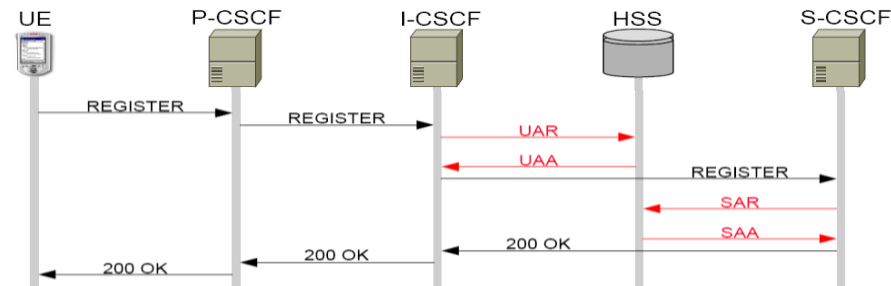 UE P-CSCF I-CSCF HSS S-CSCF
REGISTER
REGISTER
UAR
UAA
REGISTER
SAR
SAA
200 OK
200 OK
200 OK